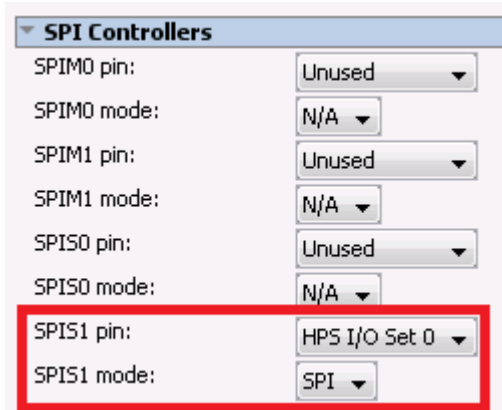 SPI Controllers
SPIM0 pin: Unused
SPIM0 mode: N/A
SPIM1 pin: Unused
SPIM1 mode: N/A
SPIS0 pin: Unused
SPIS0 mode: N/A
SPIS1 pin: HPS I/O Set 0
SPIS1 mode: SPI